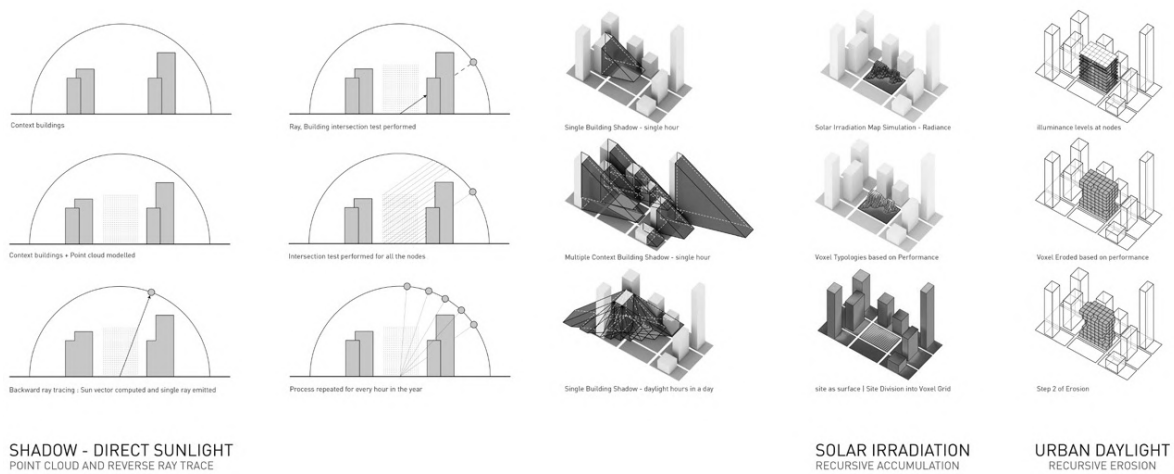 Context buildings
Ray, Building intersection test performed
Single Building Shadow - single hour
Solar Irradiation Map Simulation - Radiance
illuminance levels at nodes
Context buildings + Point cloud modelled
Intersection test performed for all the nodes
Multiple Context Building Shadow - single hour
Voxel Typologies based on Performance
Voxel Eroded based on performance
Backward ray tracing : Sun vector computed and single ray emitted
Process repeated for every hour in the year
Single Building Shadow - daylight hours in a day
site as surface | Site Division into Voxel Grid
Step 2 of Erosion
SHADOW - DIRECT SUNLIGHT
POINT CLOUD AND REVERSE RAY TRACE
SOLAR IRRADIATION
RECURSIVE ACCUMULATION
URBAN DAYLIGHT
RECURSIVE EROSION